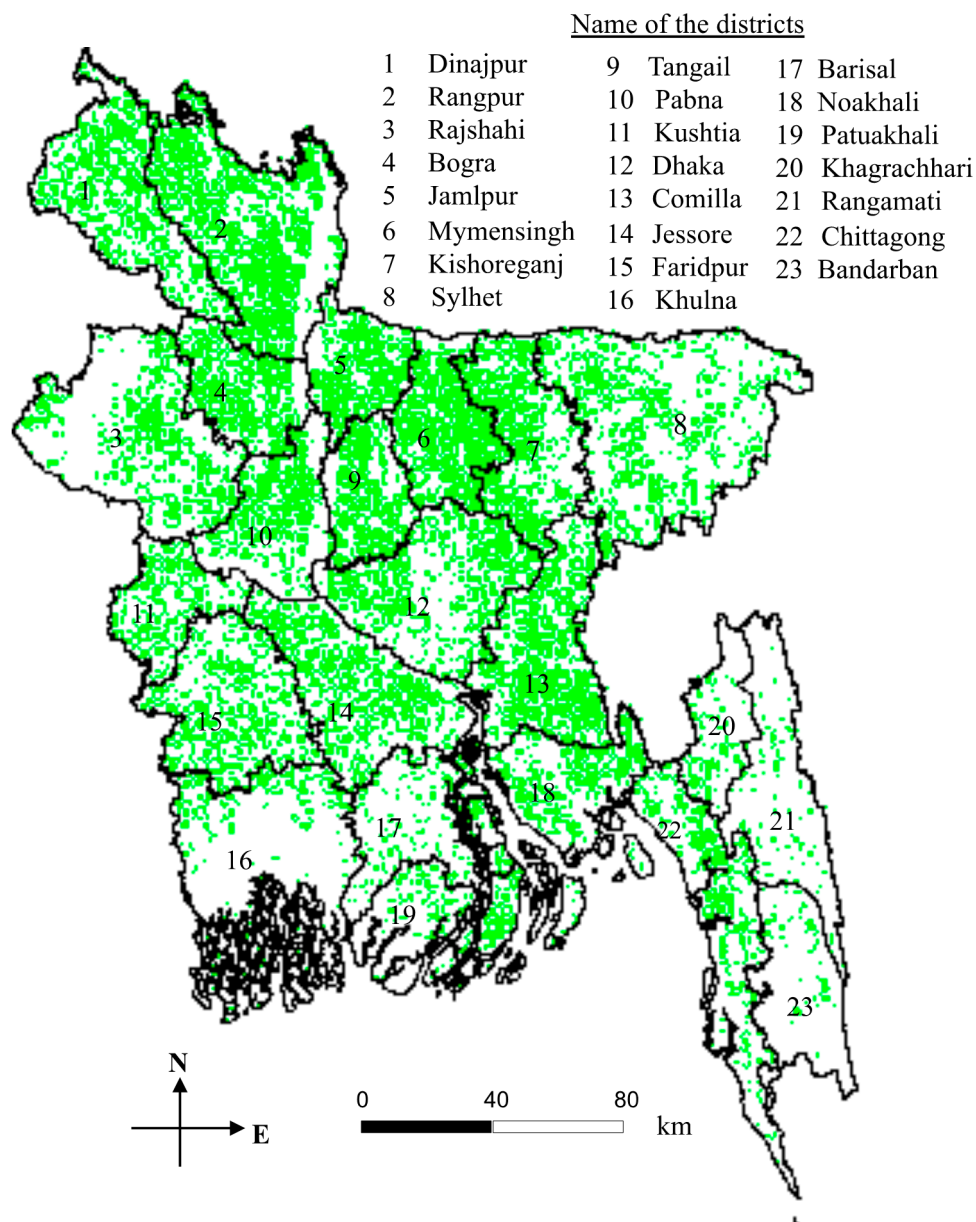 Name of the districts
1 Dinajpur
2 Rangpur
3 Rajshahi
4 Bogra
5 Jamlpur
6 Mymensingh
7 Kishoreganj
8 Sylhet
9 Tangail
10 Pabna
11 Kushtia
12 Dhaka
13 Comilla
14 Jessore
15 Faridpur
16 Khulna
17 Barisal
18 Noakhali
19 Patuakhali
20 Khagrachhari
21 Rangamati
22 Chittagong
23 Bandarban
1
2
5
4
3
6
7
8
9
10
11
12
13
14
15
20
18
17
22
21
16
19
23
N
E
0 40 80
km